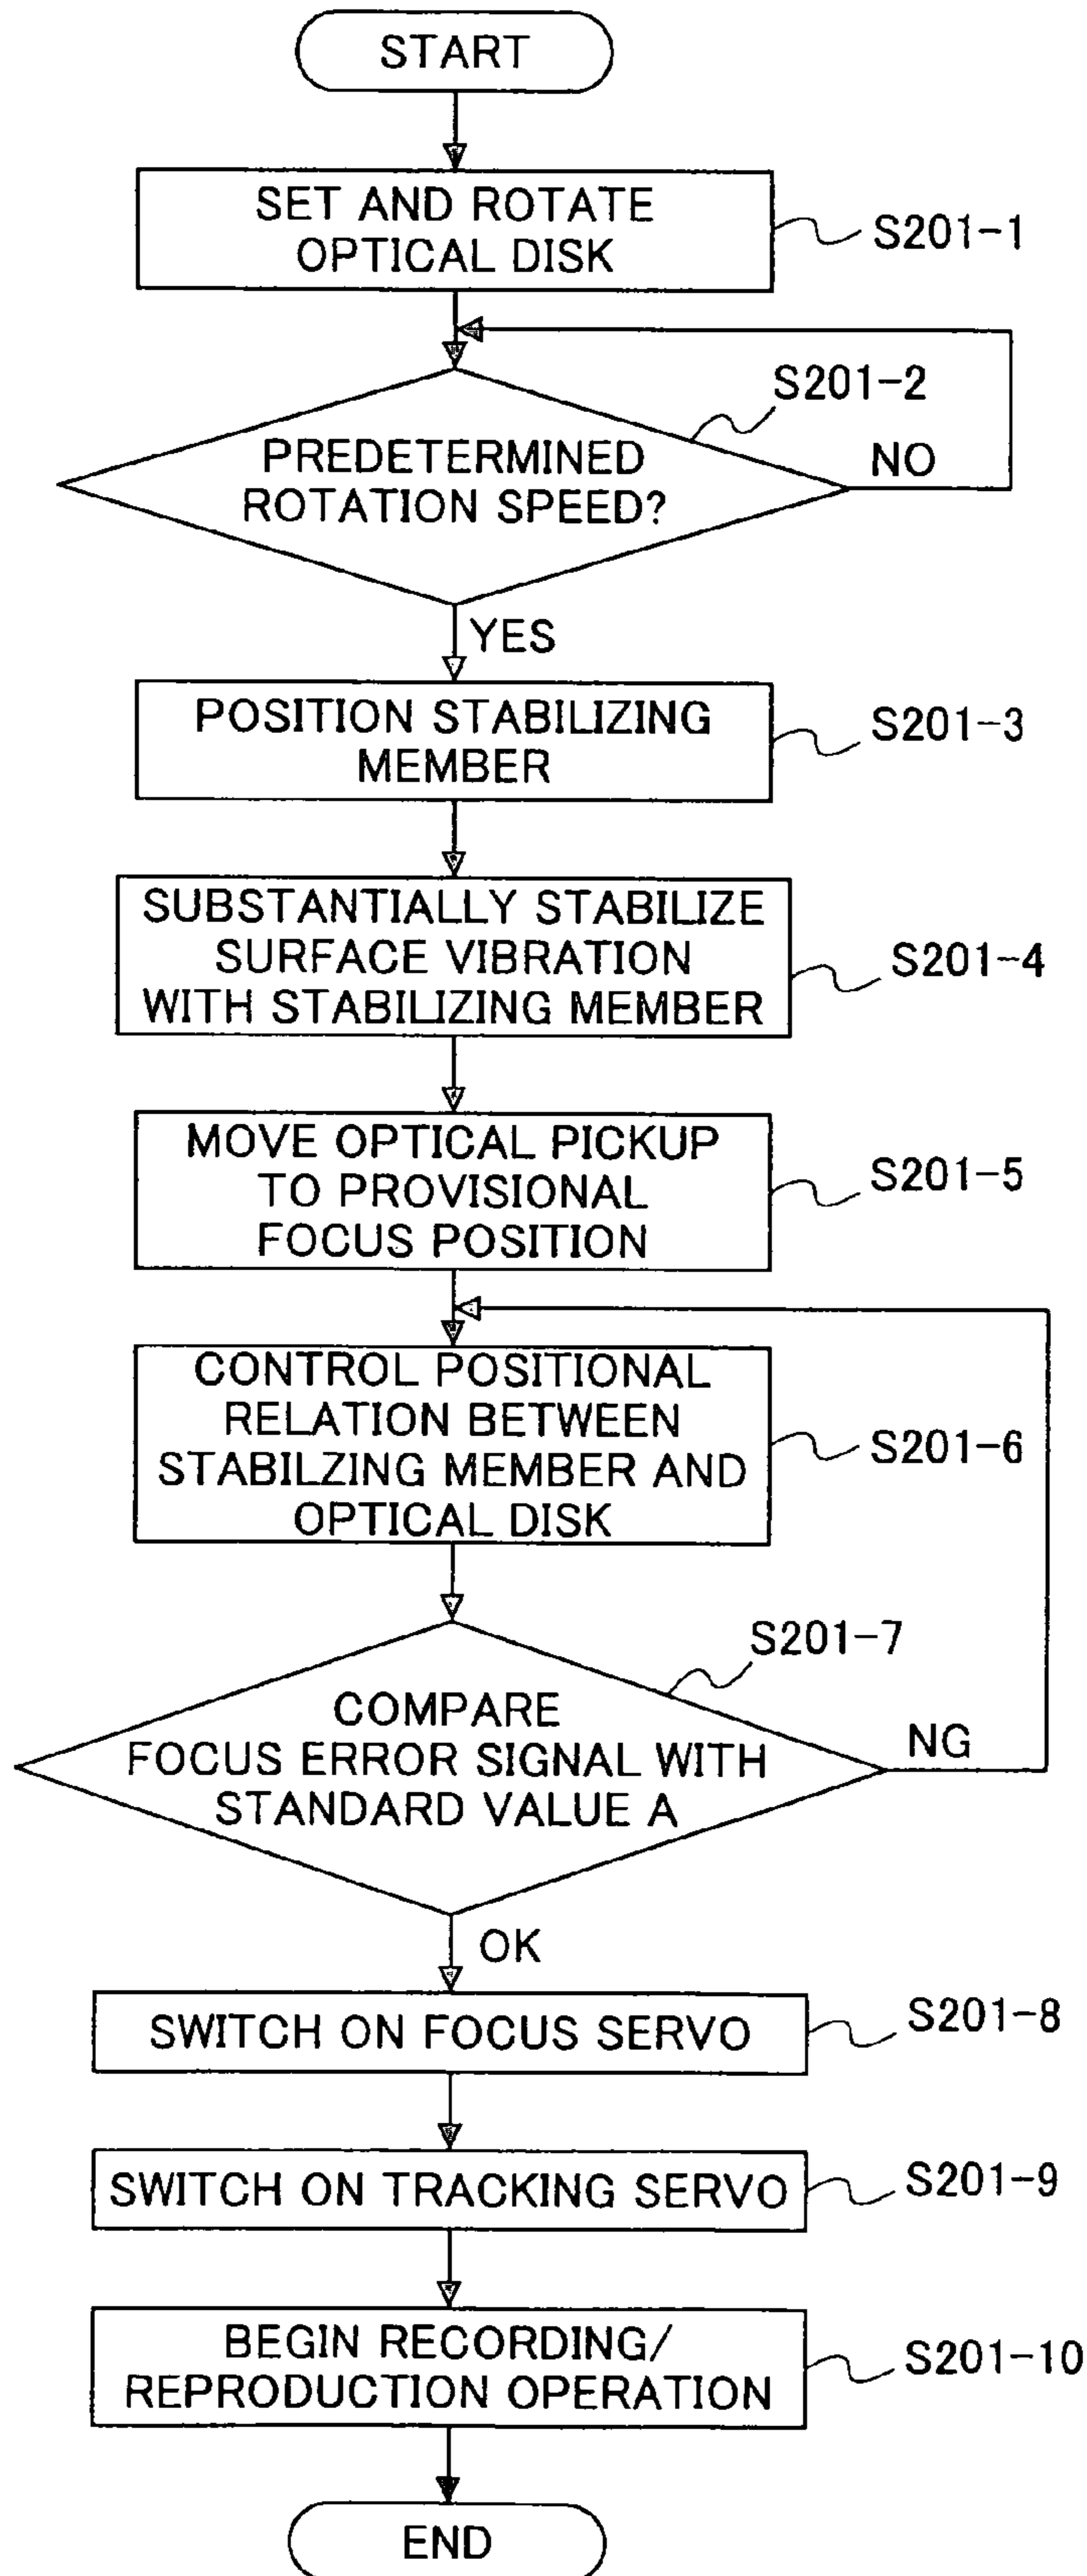 START
SET AND ROTATE
OPTICAL DISK
S201-1
S201-2
PREDETERMINED
ROTATION SPEED?
NO
YES
POSITION STABILIZING
MEMBER
S201-3
SUBSTANTIALLY STABILIZE
SURFACE VIBRATION
WITH STABILIZING MEMBER
S201-4
MOVE OPTICAL PICKUP
TO PROVISIONAL
FOCUS POSITION
S201-5
CONTROL POSITIONAL
RELATION BETWEEN
STABILZING MEMBER AND
OPTICAL DISK
S201-6
S201-7
COMPARE
FOCUS ERROR SIGNAL WITH
STANDARD VALUE A
NG
OK
SWITCH ON FOCUS SERVO
S201-8
SWITCH ON TRACKING SERVO
S201-9
BEGIN RECORDING/
REPRODUCTION OPERATION
S201-10
END